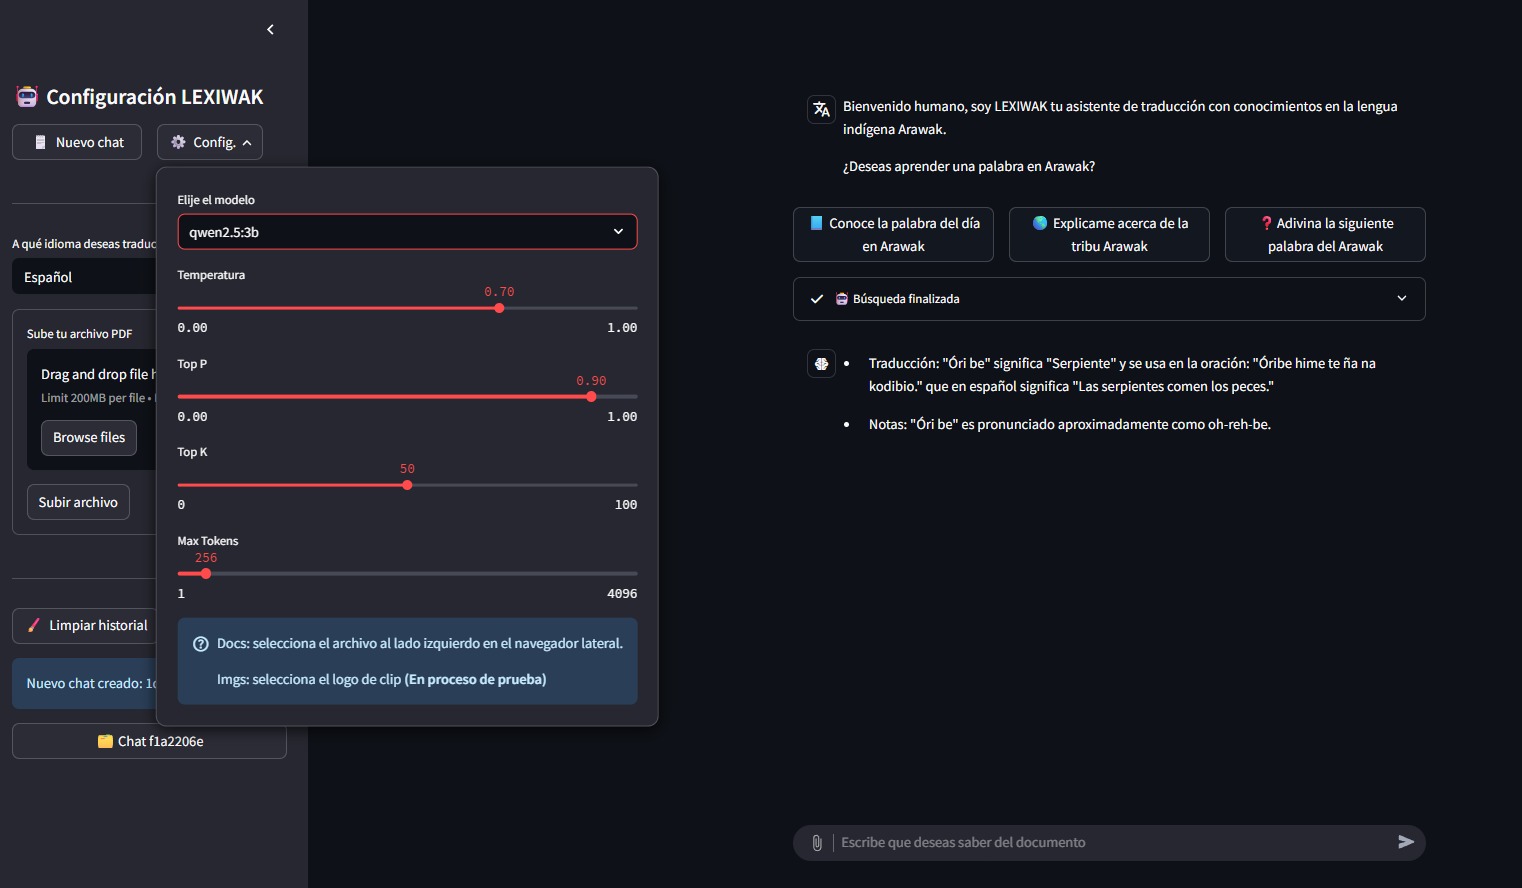 Configuración LEXIWAK
Nuevo chat
Config.
A qué idioma deseas traduc
Español
Sube tu archivo PDF
Drag and drop file h
Limit 200MB per file •
Browse files
Subir archivo
Limpiar historial
Nuevo chat creado: 1
Chat f1a2206e
Elije el modelo
qwen2.5:3b
Temperatura
0.70
0.00 1.00
Top P
0.90
0.00 1.00
Top K
50
0 100
Max Tokens
256
1 4096
Docs: selecciona el archivo al lado izquierdo en el navegador lateral.
Imgs: selecciona el logo de clip (En proceso de prueba)
Bienvenido humano, soy LEXIWAK tu asistente de traducción con conocimientos en la lengua
indígena Arawak.
¿Deseas aprender una palabra en Arawak?
Conoce la palabra del día
en Arawak
Explicame acerca de la
tribu Arawak
Adivina la siguiente
palabra del Arawak
Búsqueda finalizada
• Traducción: "Óri be" significa "Serpiente" y se usa en la oración: "Óribe hime te ña na
kodibio." que en español significa "Las serpientes comen los peces."
• Notas: "Óri be" es pronunciado aproximadamente como oh-reh-be.
Escribe que deseas saber del documento